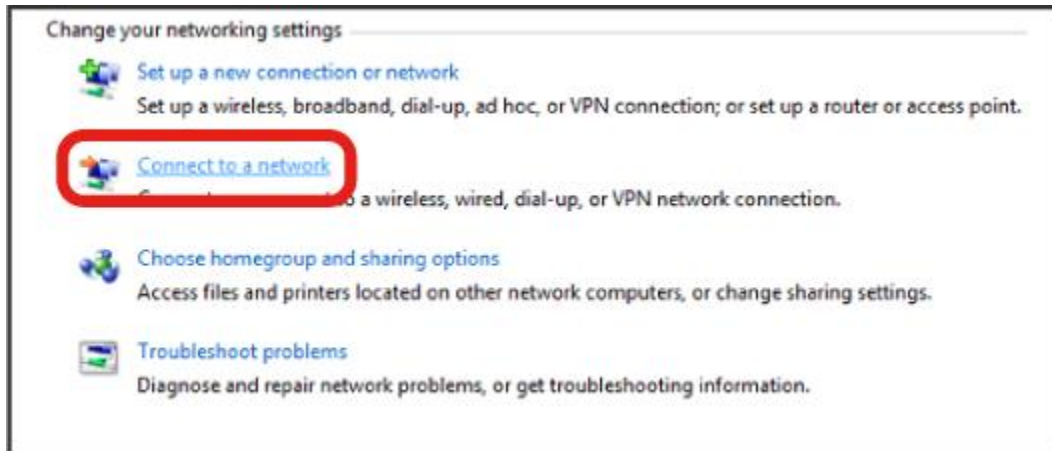 Change your networking settings
Set up a new connection or network
Set up a wireless, broadband, dial-up, ad hoc, or VPN connection; or set up a router or access point.
Connect to a network
a wireless, wired, dial-up, or VPN network connection.
Choose homegroup and sharing options
Access files and printers located on other network computers, or change sharing settings.
Troubleshoot problems
Diagnose and repair network problems, or get troubleshooting information.